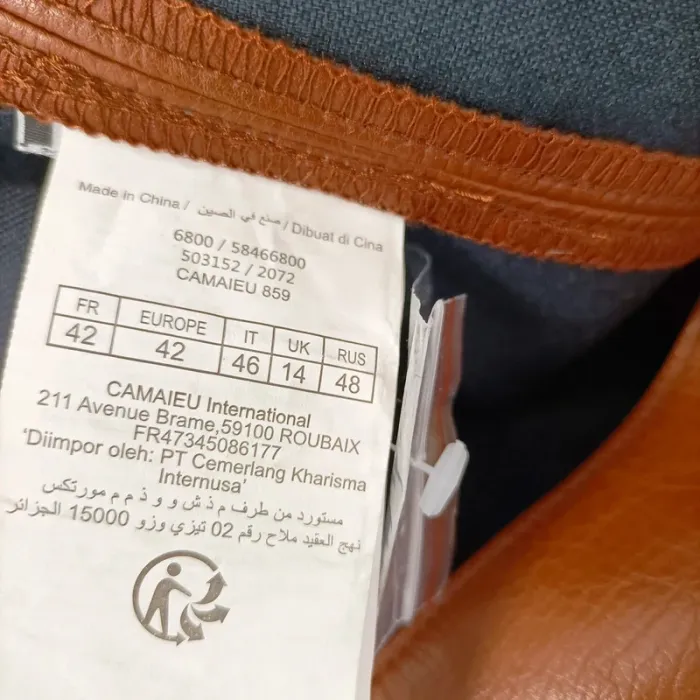 Made in China / صنع في الصين / Dibuat di Cina
6800 / 58466800
503152 / 2072
CAMAIEU 859
FR EUROPE IT UK RUS
42 42 46 14 48
CAMAIEU International
211 Avenue Brame,59100 ROUBAIX
FR47345086177
'Diimpor oleh: PT Cemerlang Kharisma
Internusa'
مستورد من طرف م ذ ش و و ذ م م مورتكس
نهج العقيد ملاح رقم 02 تيزي وزو 15000 الجزائر